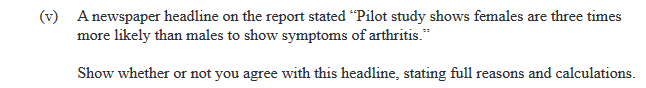 (v) A newspaper headline on the report stated “Pilot study shows females are three times
more likely than males to show symptoms of arthritis.”
Show whether or not you agree with this headline, stating full reasons and calculations.